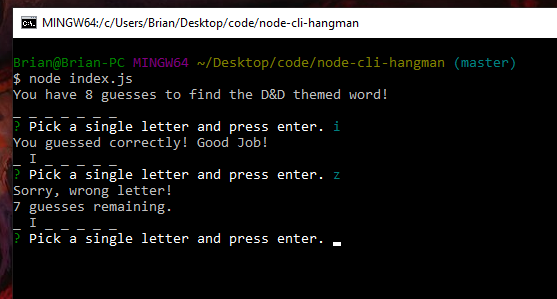 MINGW64:/c/Users/Brian/Desktop/code/node-cli-hangman
Brian@Brian-PC MINGW64 ~/Desktop/code/node-cli-hangman (master)
$ node index.js
You have 8 guesses to find the D&D themed word!
_ _ _ _ _ _ _
? Pick a single letter and press enter. i
You guessed correctly! Good Job!
_ I _ _ _ _ _
? Pick a single letter and press enter. z
Sorry, wrong letter!
7 guesses remaining.
_ I _ _ _ _ _
? Pick a single letter and press enter.